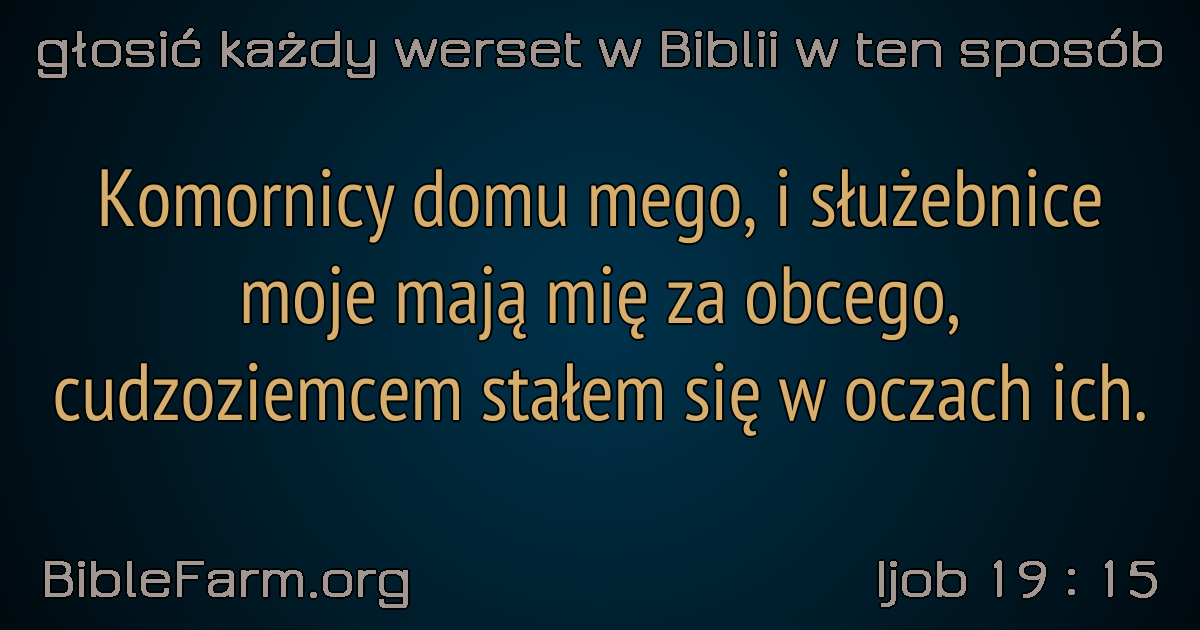 głosić każdy werset w Biblii w ten sposób
Komornicy domu mego, i służebnice
moje mają mię za obcego,
cudzoziemcem stałem się w oczach ich.
BibleFarm.org
Ijob 19 : 15